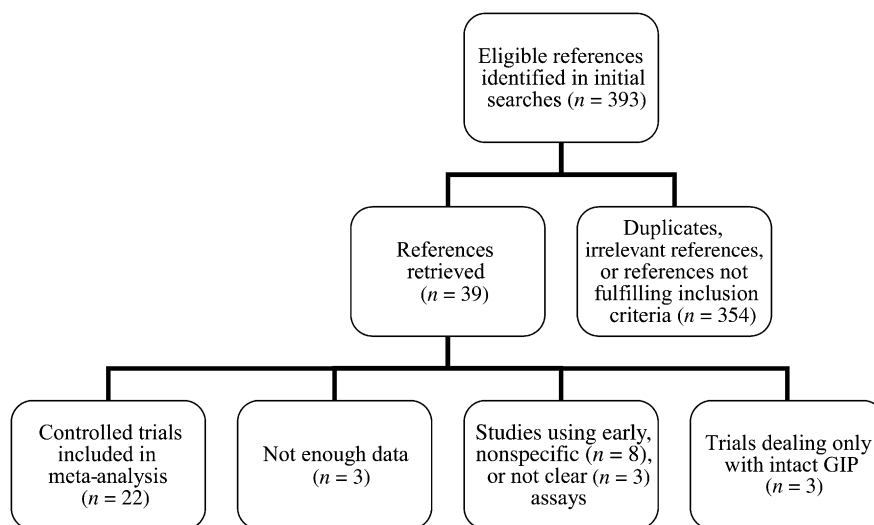 Eligible references
identified in initial
searches (n = 393)
References
retrieved
(n = 39)
Duplicates,
irrelevant references,
or references not
fulfilling inclusion
criteria (n = 354)
Controlled trials
included in
meta-analysis
(n = 22)
Not enough data
(n = 3)
Studies using early,
nonspecific (n = 8),
or not clear (n = 3)
assays
Trials dealing only
with intact GIP
(n = 3)